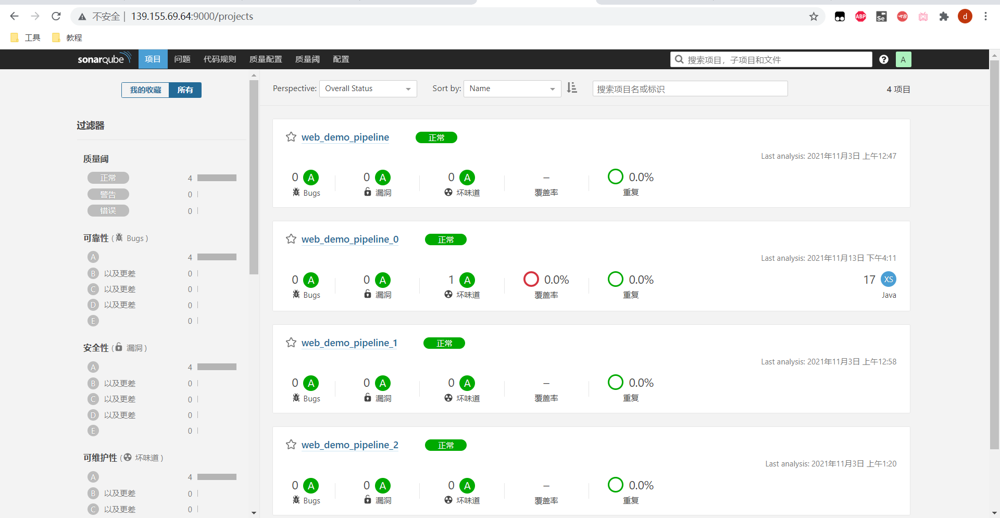 不安全 139.155.69.64:9000/projects ABP Se B d
工具 教程
sonarqube 项目 问题 代码规则 质量配置 质量阈 配置 搜索项目，子项目和文件 ? A
我的收藏 所有
过滤器
质量阈
正常 4
警告 0
错误 0
可靠性 ( Bugs )
A 4
B 以及更差 0
C 以及更差 0
D 以及更差 0
E 0
安全性 ( 漏洞 )
A 4
B 以及更差 0
C 以及更差 0
D 以及更差 0
E 0
可维护性 ( 坏味道 )
A 4
B 以及更差 0
C 以及更差 0
Perspective: Overall Status Sort by: Name 搜索项目名或标识 4 项目
web_demo_pipeline 正常
Last analysis: 2021年11月3日 上午12:47
0 A 0 A 0 A – 0.0%
Bugs 漏洞 坏味道 覆盖率 重复
web_demo_pipeline_0 正常
Last analysis: 2021年11月13日 下午4:11
0 A 0 A 1 A 0.0% 0.0% 17 XS
Bugs 漏洞 坏味道 覆盖率 重复 Java
web_demo_pipeline_1 正常
Last analysis: 2021年11月3日 上午12:58
0 A 0 A 0 A – 0.0%
Bugs 漏洞 坏味道 覆盖率 重复
web_demo_pipeline_2 正常
Last analysis: 2021年11月3日 上午1:20
0 A 0 A 0 A – 0.0%
Bugs 漏洞 坏味道 覆盖率 重复